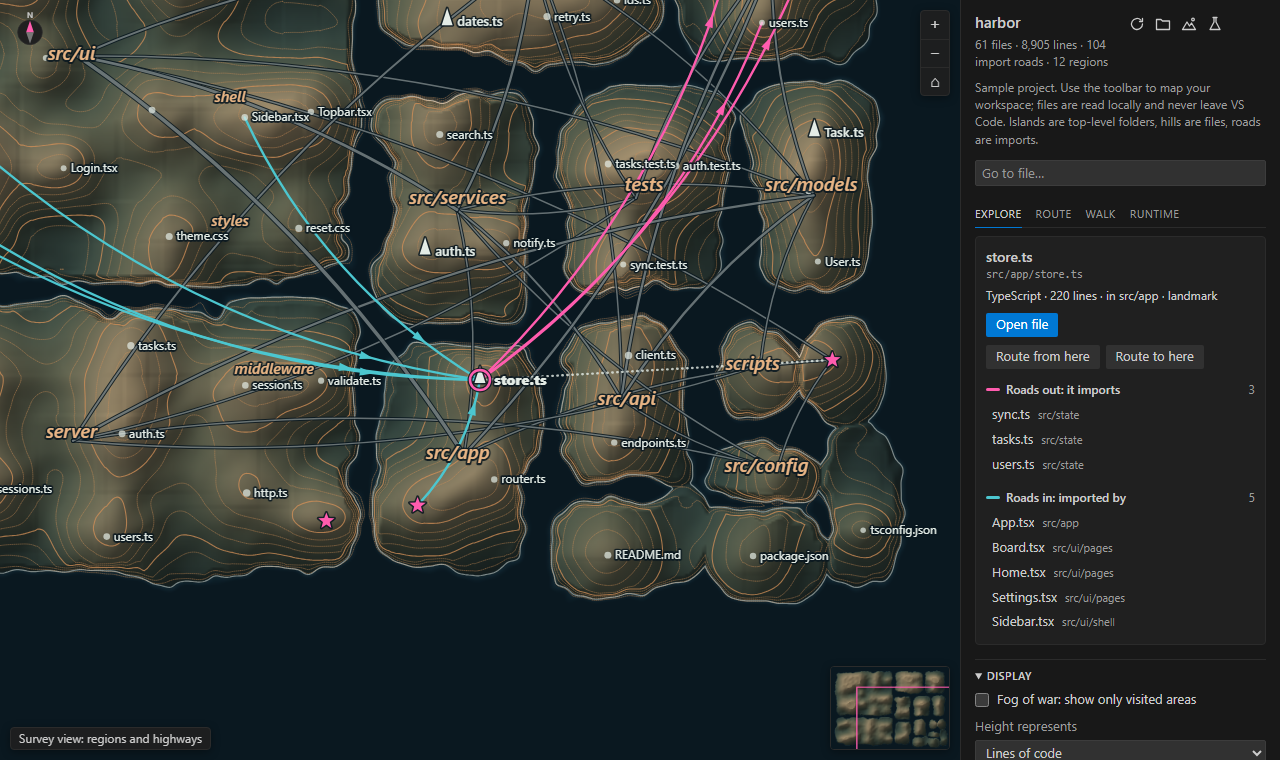 N
dates.ts
retry.ts
ids.ts
users.ts
src/ui
shell
Sidebar.tsx
Topbar.tsx
search.ts
Task.ts
Login.tsx
tasks.test.ts
auth.test.ts
tests
src/models
src/services
styles
theme.css
reset.css
auth.ts
notify.ts
sync.test.ts
User.ts
tasks.ts
middleware
session.ts
validate.ts
store.ts
client.ts
scripts
src/api
server
auth.ts
src/app
endpoints.ts
src/config
sessions.ts
http.ts
router.ts
users.ts
README.md
package.json
tsconfig.json
Survey view: regions and highways
+
−
harbor
61 files · 8,905 lines · 104
import roads · 12 regions
Sample project. Use the toolbar to map your
workspace; files are read locally and never leave VS
Code. Islands are top-level folders, hills are files, roads
are imports.
Go to file...
EXPLORE ROUTE WALK RUNTIME
store.ts
src/app/store.ts
TypeScript · 220 lines · in src/app · landmark
Open file
Route from here Route to here
Roads out: it imports 3
sync.ts src/state
tasks.ts src/state
users.ts src/state
Roads in: imported by 5
App.tsx src/app
Board.tsx src/ui/pages
Home.tsx src/ui/pages
Settings.tsx src/ui/pages
Sidebar.tsx src/ui/shell
DISPLAY
Fog of war: show only visited areas
Height represents
Lines of code